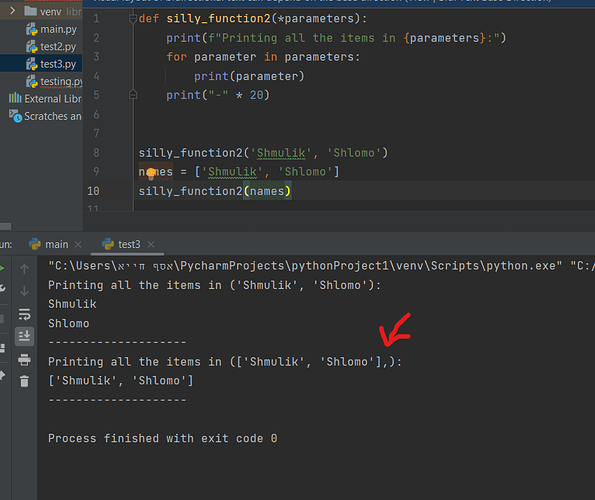 venv
main.py
test2.py
test3.py
testing.py
External Libr
Scratches and
1 def silly_function2(*parameters):
2 print(f"Printing all the items in {parameters}:")
3 for parameter in parameters:
4 print(parameter)
5 print("-" * 20)
6
7
8 silly_function2('Shmulik', 'Shlomo')
9 names = ['Shmulik', 'Shlomo']
10 silly_function2(names)
11
un: main × test3 ×
"C:\Users\אסף חייא\PycharmProjects\pythonProject1\venv\Scripts\python.exe" "C:/
Printing all the items in ('Shmulik', 'Shlomo'):
Shmulik
Shlomo
--------------------
Printing all the items in (['Shmulik', 'Shlomo'],):
['Shmulik', 'Shlomo']
--------------------
Process finished with exit code 0